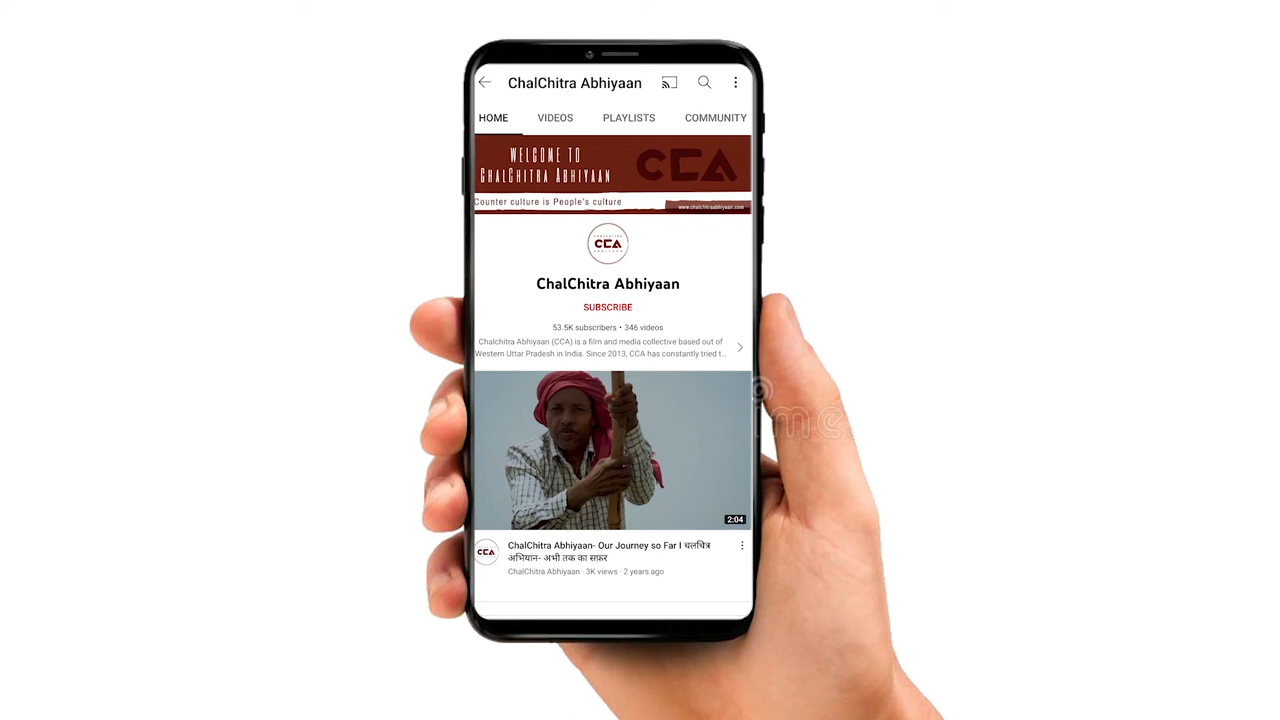 ChalChitra Abhiyaan
HOME VIDEOS PLAYLISTS COMMUNITY
WELCOME TO
CHALCHITRA ABHIYAAN
CCA
Counter culture is People's culture
www.chalchitraabhiyaan.com
CCA
ChalChitra Abhiyaan
SUBSCRIBE
53.5K subscribers • 346 videos
Chalchitra Abhiyaan (CCA) is a film and media collective based out of
Western Uttar Pradesh in India. Since 2013, CCA has constantly tried t...
2:04
CCA
ChalChitra Abhiyaan- Our Journey so Far I चलचित्र
अभियान- अभी तक का सफ़र
ChalChitra Abhiyaan · 3K views · 2 years ago